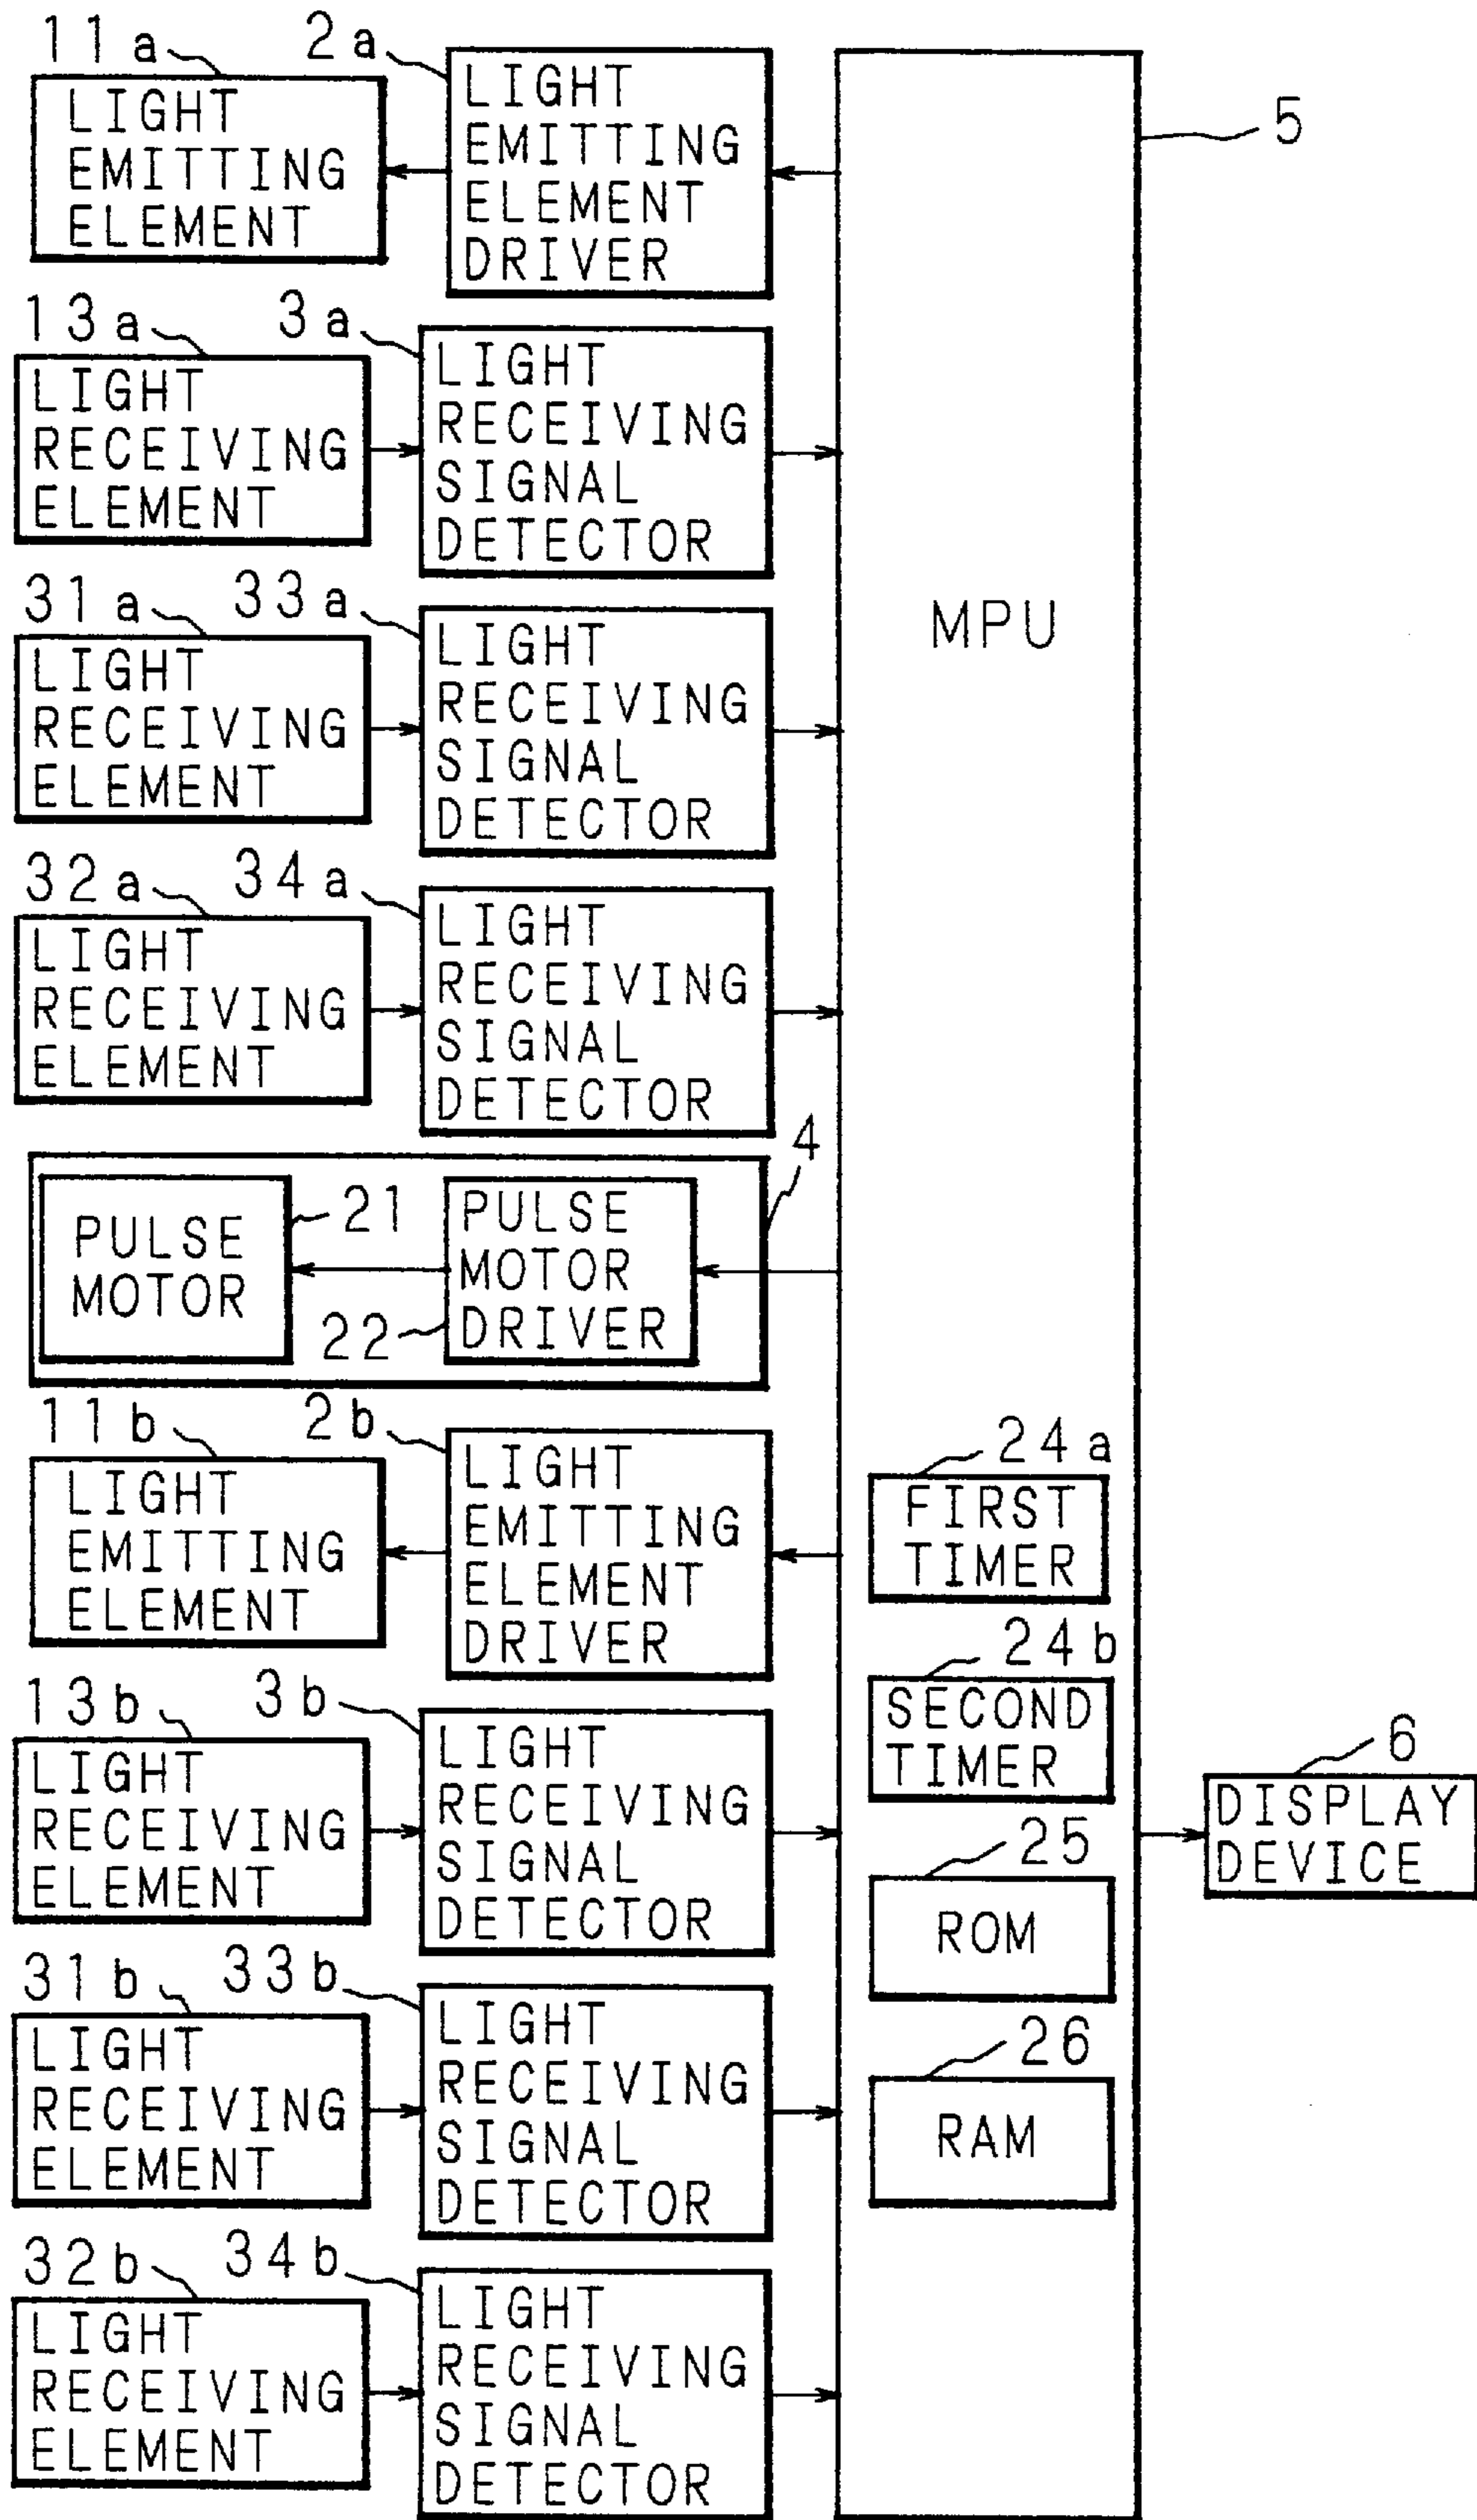 11a
LIGHT
EMITTING
ELEMENT
2a
LIGHT
EMITTING
ELEMENT
DRIVER
5
MPU
13a
LIGHT
RECEIVING
ELEMENT
3a
LIGHT
RECEIVING
SIGNAL
DETECTOR
31a
LIGHT
RECEIVING
ELEMENT
33a
LIGHT
RECEIVING
SIGNAL
DETECTOR
32a
LIGHT
RECEIVING
ELEMENT
34a
LIGHT
RECEIVING
SIGNAL
DETECTOR
4
PULSE
MOTOR
21
PULSE
MOTOR
DRIVER
22
11b
LIGHT
EMITTING
ELEMENT
2b
LIGHT
EMITTING
ELEMENT
DRIVER
24a
FIRST
TIMER
13b
LIGHT
RECEIVING
ELEMENT
3b
LIGHT
RECEIVING
SIGNAL
DETECTOR
24b
SECOND
TIMER
6
DISPLAY
DEVICE
25
ROM
31b
LIGHT
RECEIVING
ELEMENT
33b
LIGHT
RECEIVING
SIGNAL
DETECTOR
26
RAM
32b
LIGHT
RECEIVING
ELEMENT
34b
LIGHT
RECEIVING
SIGNAL
DETECTOR